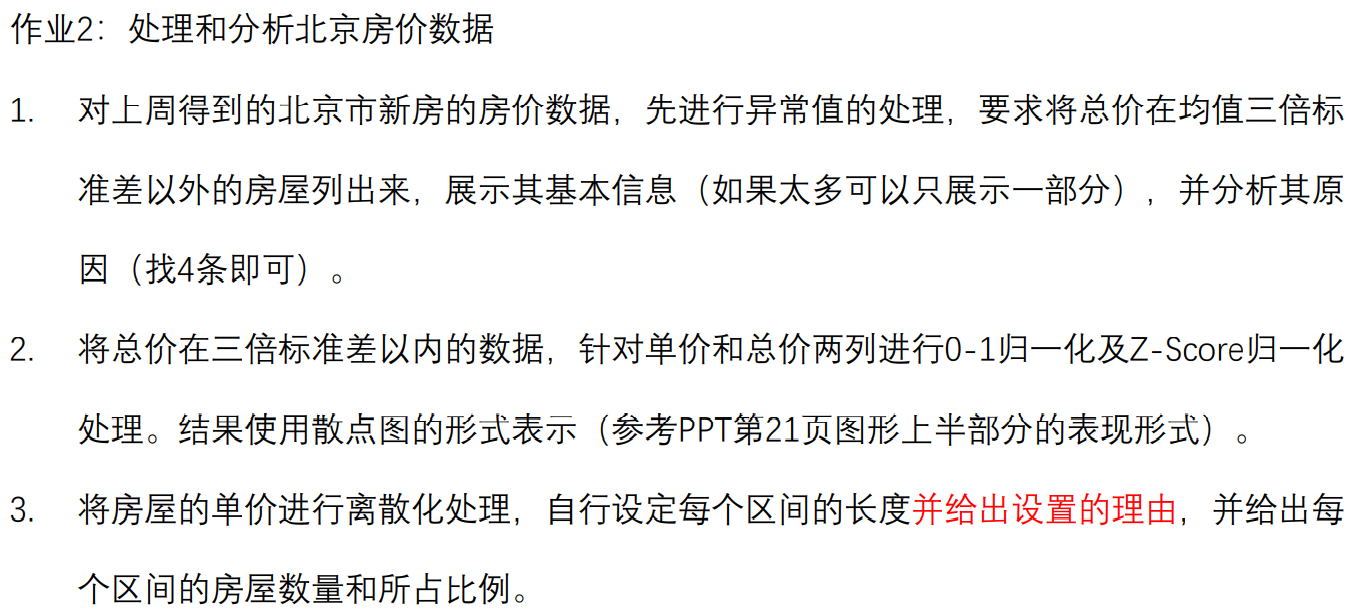 作业2：处理和分析北京房价数据
1. 对上周得到的北京市新房的房价数据，先进行异常值的处理，要求将总价在均值三倍标
准差以外的房屋列出来，展示其基本信息（如果太多可以只展示一部分），并分析其原
因（找4条即可）。
2. 将总价在三倍标准差以内的数据，针对单价和总价两列进行0-1归一化及Z-Score归一化
处理。结果使用散点图的形式表示（参考PPT第21页图形上半部分的表现形式）。
3. 将房屋的单价进行离散化处理，自行设定每个区间的长度并给出设置的理由，并给出每
个区间的房屋数量和所占比例。